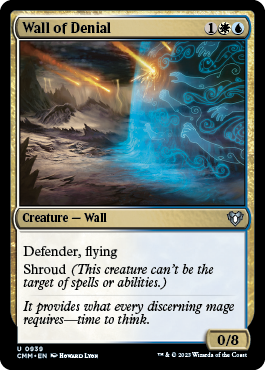 Wall of Denial 1
Creature — Wall
Defender, flying
Shroud (This creature can't be the
target of spells or abilities.)
It provides what every discerning mage
requires—time to think.
0/8
U 0939
CMM • EN Howard Lyon
™ & © 2023 Wizards of the Coast